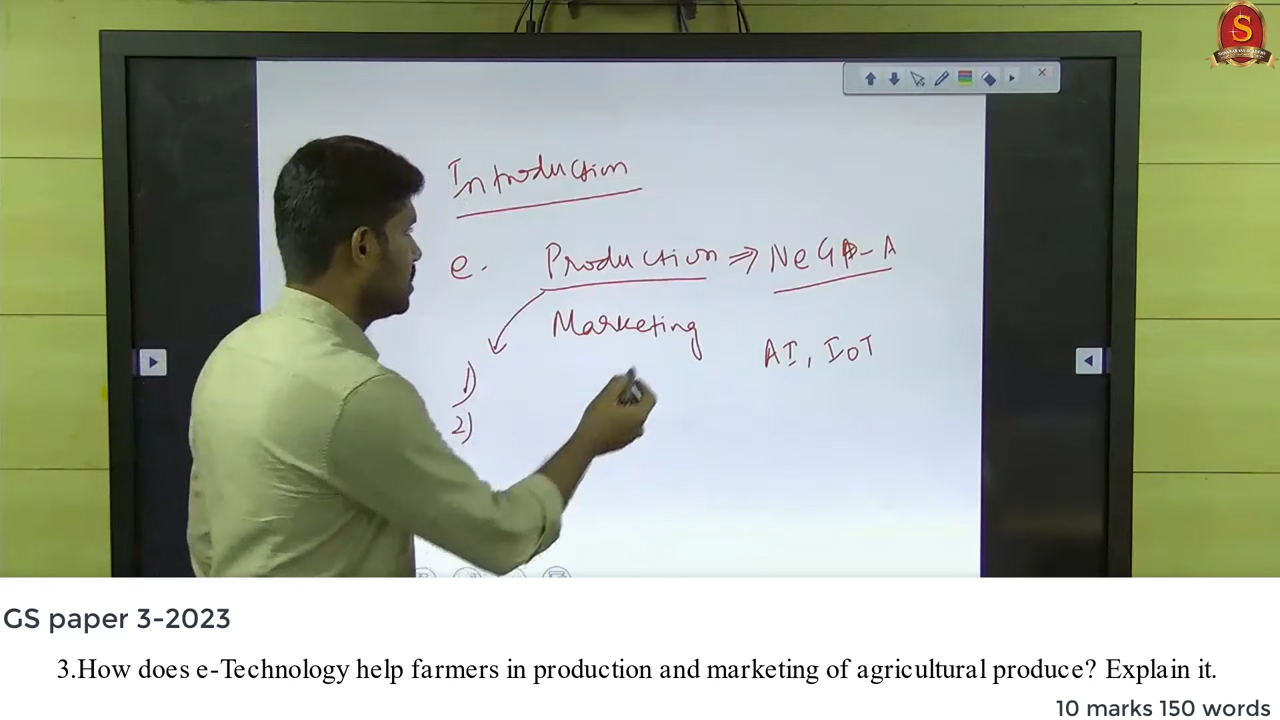 S
Introduction
e. Production ⇒ NeGP-A
Marketing
AI, IoT
1)
2)
GS paper 3-2023
3.How does e-Technology help farmers in production and marketing of agricultural produce? Explain it.
10 marks 150 words